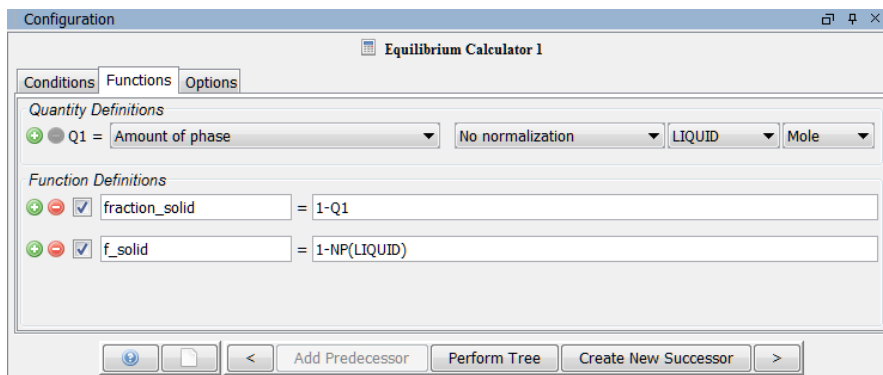 Configuration
Equilibrium Calculator 1
Conditions Functions Options
Quantity Definitions
Q1 = Amount of phase No normalization LIQUID Mole
Function Definitions
fraction_solid = 1-Q1
f_solid = 1-NP(LIQUID)
< Add Predecessor Perform Tree Create New Successor >